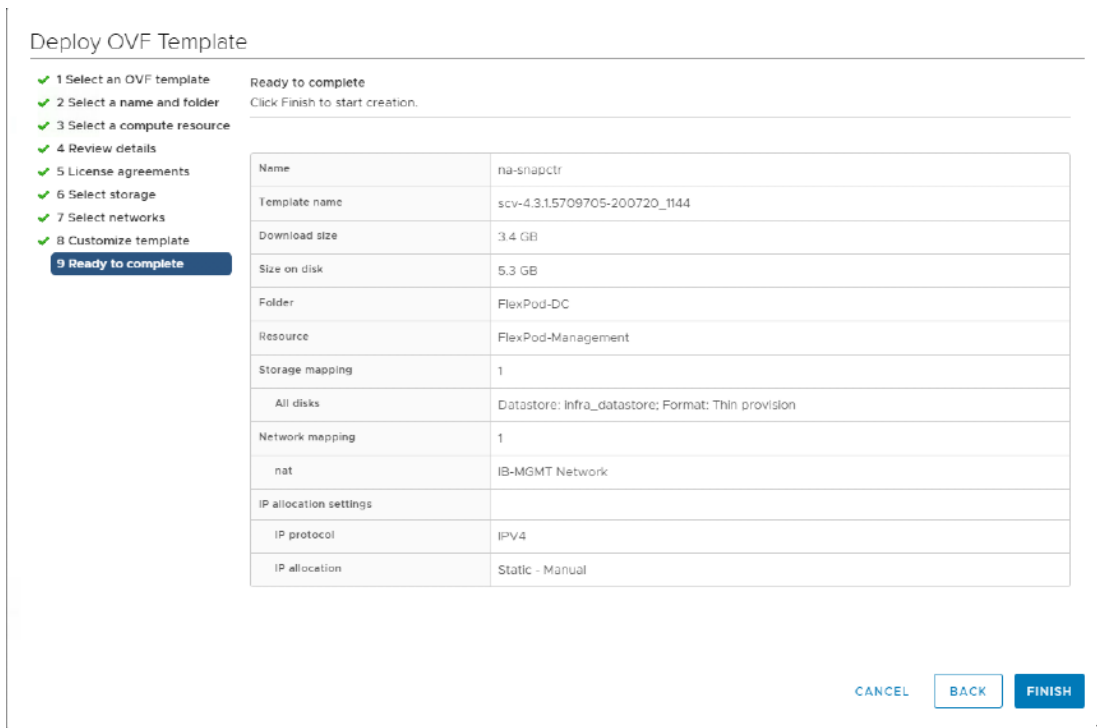 Deploy OVF Template
1 Select an OVF template
2 Select a name and folder
3 Select a compute resource
4 Review details
5 License agreements
6 Select storage
7 Select networks
8 Customize template
9 Ready to complete
Ready to complete
Click Finish to start creation.
Name na-snapctr
Template name scv-4.3.1.5709705-200720_1144
Download size 3.4 GB
Size on disk 5.3 GB
Folder FlexPod-DC
Resource FlexPod-Management
Storage mapping 1
All disks Datastore: infra_datastore; Format: Thin provision
Network mapping 1
nat IB-MGMT Network
IP allocation settings
IP protocol IPV4
IP allocation Static - Manual
CANCEL BACK FINISH